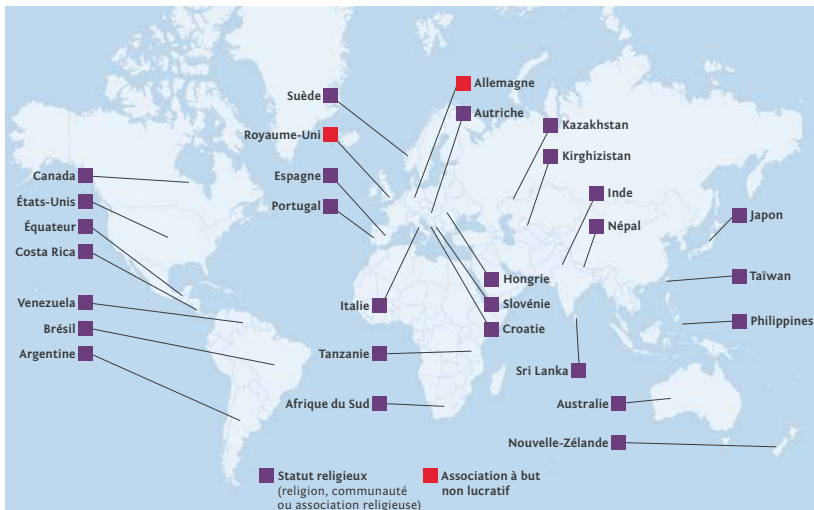 Allemagne
Suède
Autriche
Royaume-Uni
Kazakhstan
Kirghizistan
Canada
Espagne
Inde
États-Unis
Portugal
Japon
Équateur
Népal
Costa Rica
Taïwan
Hongrie
Venezuela
Italie
Slovénie
Philippines
Brésil
Croatie
Argentine
Tanzanie
Sri Lanka
Afrique du Sud
Australie
Nouvelle-Zélande
Statut religieux
(religion, communauté
ou association religieuse)
Association à but
non lucratif